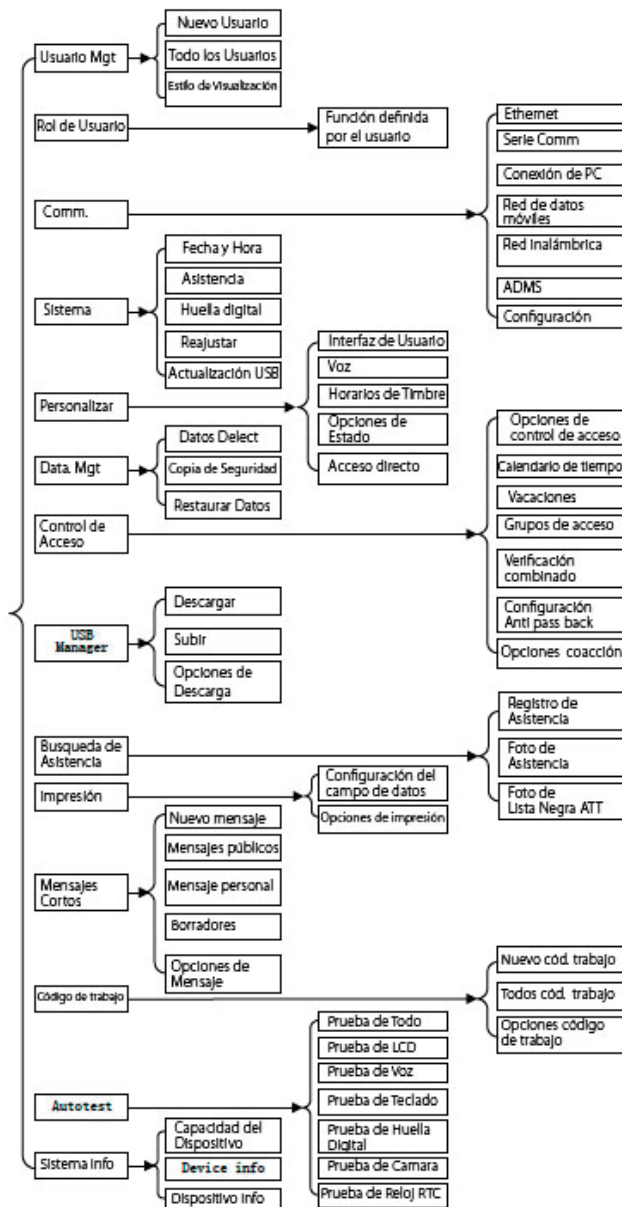 Usuario Mgt
Nuevo Usuario
Todo los Usuarios
Estilo de Visualización
Rol de Usuario
Función definida
por el usuario
Comm.
Ethernet
Serie Comm
Conexión de PC
Red de datos
móviles
Red inalámbrica
ADMS
Configuración
Sistema
Fecha y Hora
Asistencia
Huella digital
Reajustar
Actualización USB
Personalizar
Interfaz de Usuario
Voz
Horarios de Timbre
Opciones de
Estado
Acceso directo
Data. Mgt
Datos Delect
Copia de Seguridad
Restaurar Datos
Control de
Acceso
Opciones de
control de acceso
Calendario de tiempo
Vacaciones
Grupos de acceso
Verificación
combinado
Configuración
Anti pass back
Opciones coacción
USB
Manager
Descargar
Subir
Opciones de
Descarga
Busqueda de
Asistencia
Registro de
Asistencia
Foto de
Asistencia
Foto de
Lista Negra ATT
Impresión
Configuración del
campo de datos
Opciones de impresión
Mensajes
Cortos
Nuevo mensaje
Mensajes públicos
Mensaje personal
Borradores
Opciones de
Mensaje
Código de trabajo
Nuevo cód. trabajo
Todos cód. trabajo
Opciones código
de trabajo
Autotest
Prueba de Todo
Prueba de LCD
Prueba de Voz
Prueba de Teclado
Prueba de Huella
Digital
Prueba de Camara
Prueba de Reloj RTC
Sistema Info
Capacidad del
Dispositivo
Device info
Dispositivo Info